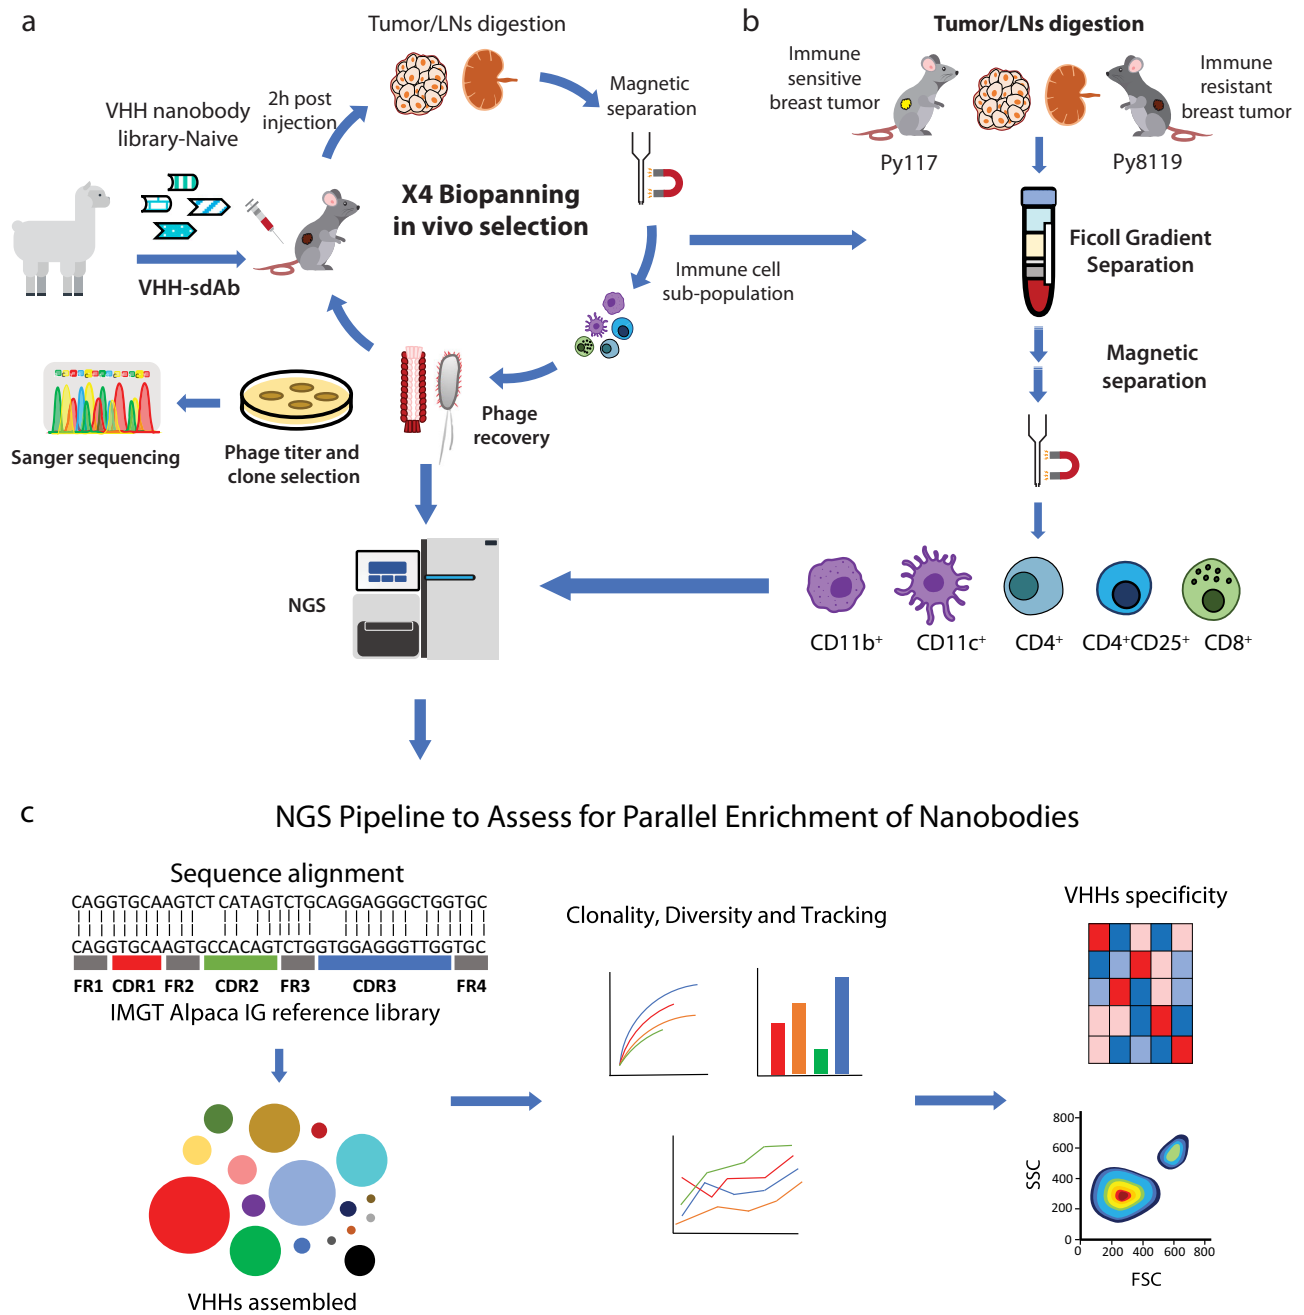 a
Tumor/LNs digestion
2h post
injection
Magnetic
separation
VHH nanobody
library-Naive
X4 Biopanning
in vivo selection
VHH-sdAb
Immune cell
sub-population
Phage
recovery
Phage titer and
clone selection
Sanger sequencing
NGS
b
Tumor/LNs digestion
Immune
sensitive
breast tumor
Immune
resistant
breast tumor
Py117
Py8119
Ficoll Gradient
Separation
Magnetic
separation
CD11b⁺
CD11c⁺
CD4⁺
CD4⁺CD25⁺
CD8⁺
c
NGS Pipeline to Assess for Parallel Enrichment of Nanobodies
Sequence alignment
CAGGTGCAAGTCT CATAGTCTGCAGGAGGGCTGGTGC
CAGGTGCAAGTGCCACAGTCTGGTGGAGGGTTGGTGC
FR1 CDR1 FR2 CDR2 FR3 CDR3 FR4
IMGT Alpaca IG reference library
VHHs assembled
Clonality, Diversity and Tracking
VHHs specificity
800
600
400
200
0
SSC
0 200 400 600 800
FSC